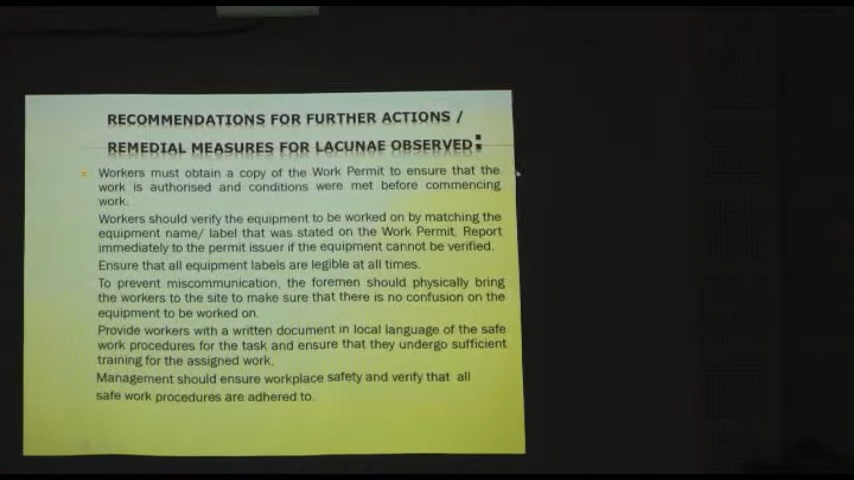 RECOMMENDATIONS FOR FURTHER ACTIONS /
REMEDIAL MEASURES FOR LACUNAE OBSERVED:
Workers must obtain a copy of the Work Permit to ensure that the
work is authorised and conditions were met before commencing
work.
Workers should verify the equipment to be worked on by matching the
equipment name/ label that was stated on the Work Permit. Report
immediately to the permit issuer if the equipment cannot be verified.
Ensure that all equipment labels are legible at all times.
To prevent miscommunication, the foremen should physically bring
the workers to the site to make sure that there is no confusion on the
equipment to be worked on.
Provide workers with a written document in local language of the safe
work procedures for the task and ensure that they undergo sufficient
training for the assigned work.
Management should ensure workplace safety and verify that all
safe work procedures are adhered to.